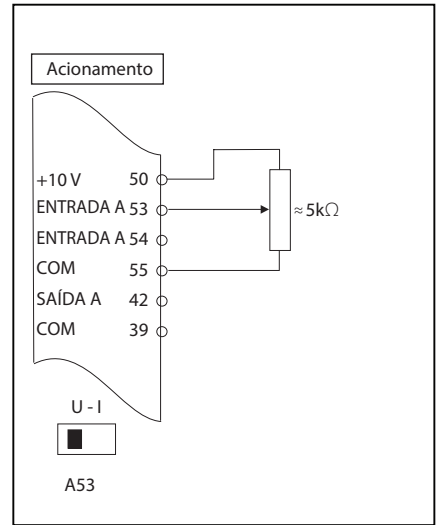 Acionamento
+10 V 50
ENTRADA A 53
≈ 5kΩ
ENTRADA A 54
COM 55
SAÍDA A 42
COM 39
U - I
A53